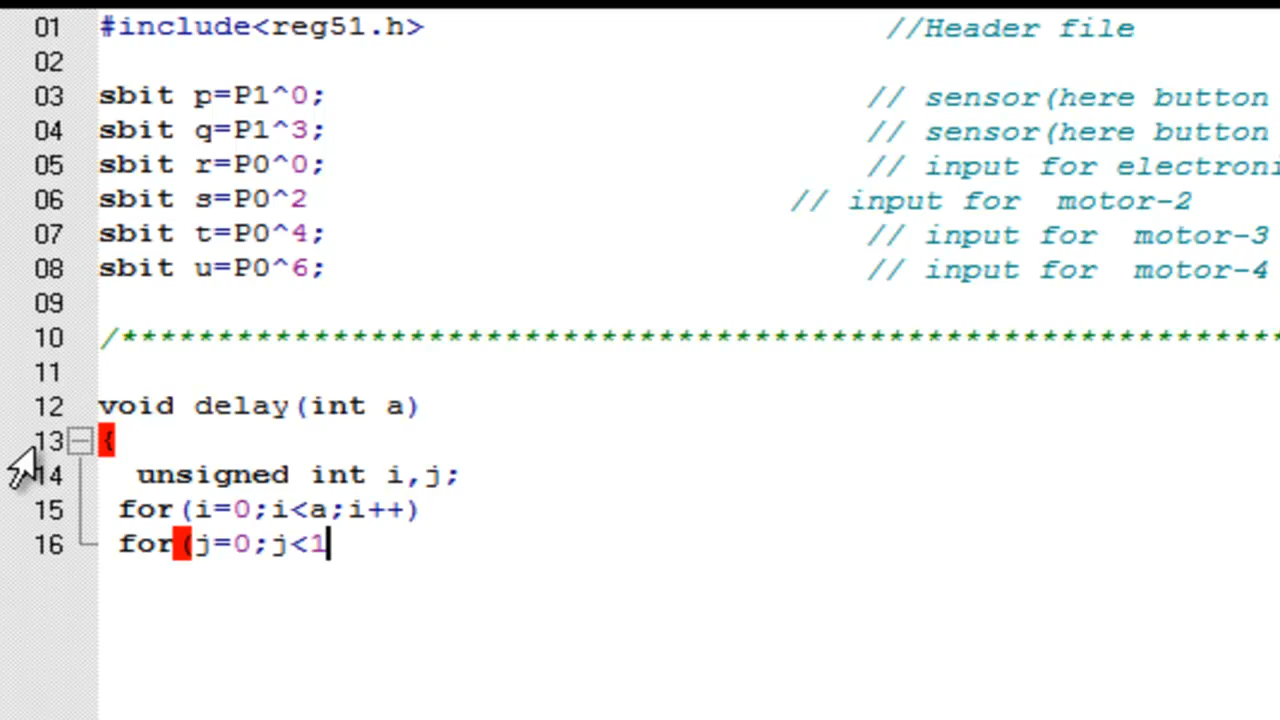 01 #include<reg51.h> //Header file
02
03 sbit p=P1^0; // sensor(here button
04 sbit q=P1^3; // sensor(here button
05 sbit r=P0^0; // input for electroni
06 sbit s=P0^2 // input for  motor-2
07 sbit t=P0^4; // input for  motor-3
08 sbit u=P0^6; // input for  motor-4
09
10 /*************************************************************
11
12 void delay(int a)
13 {
14 unsigned int i,j;
15 for(i=0;i<a;i++)
16 for(j=0;j<1